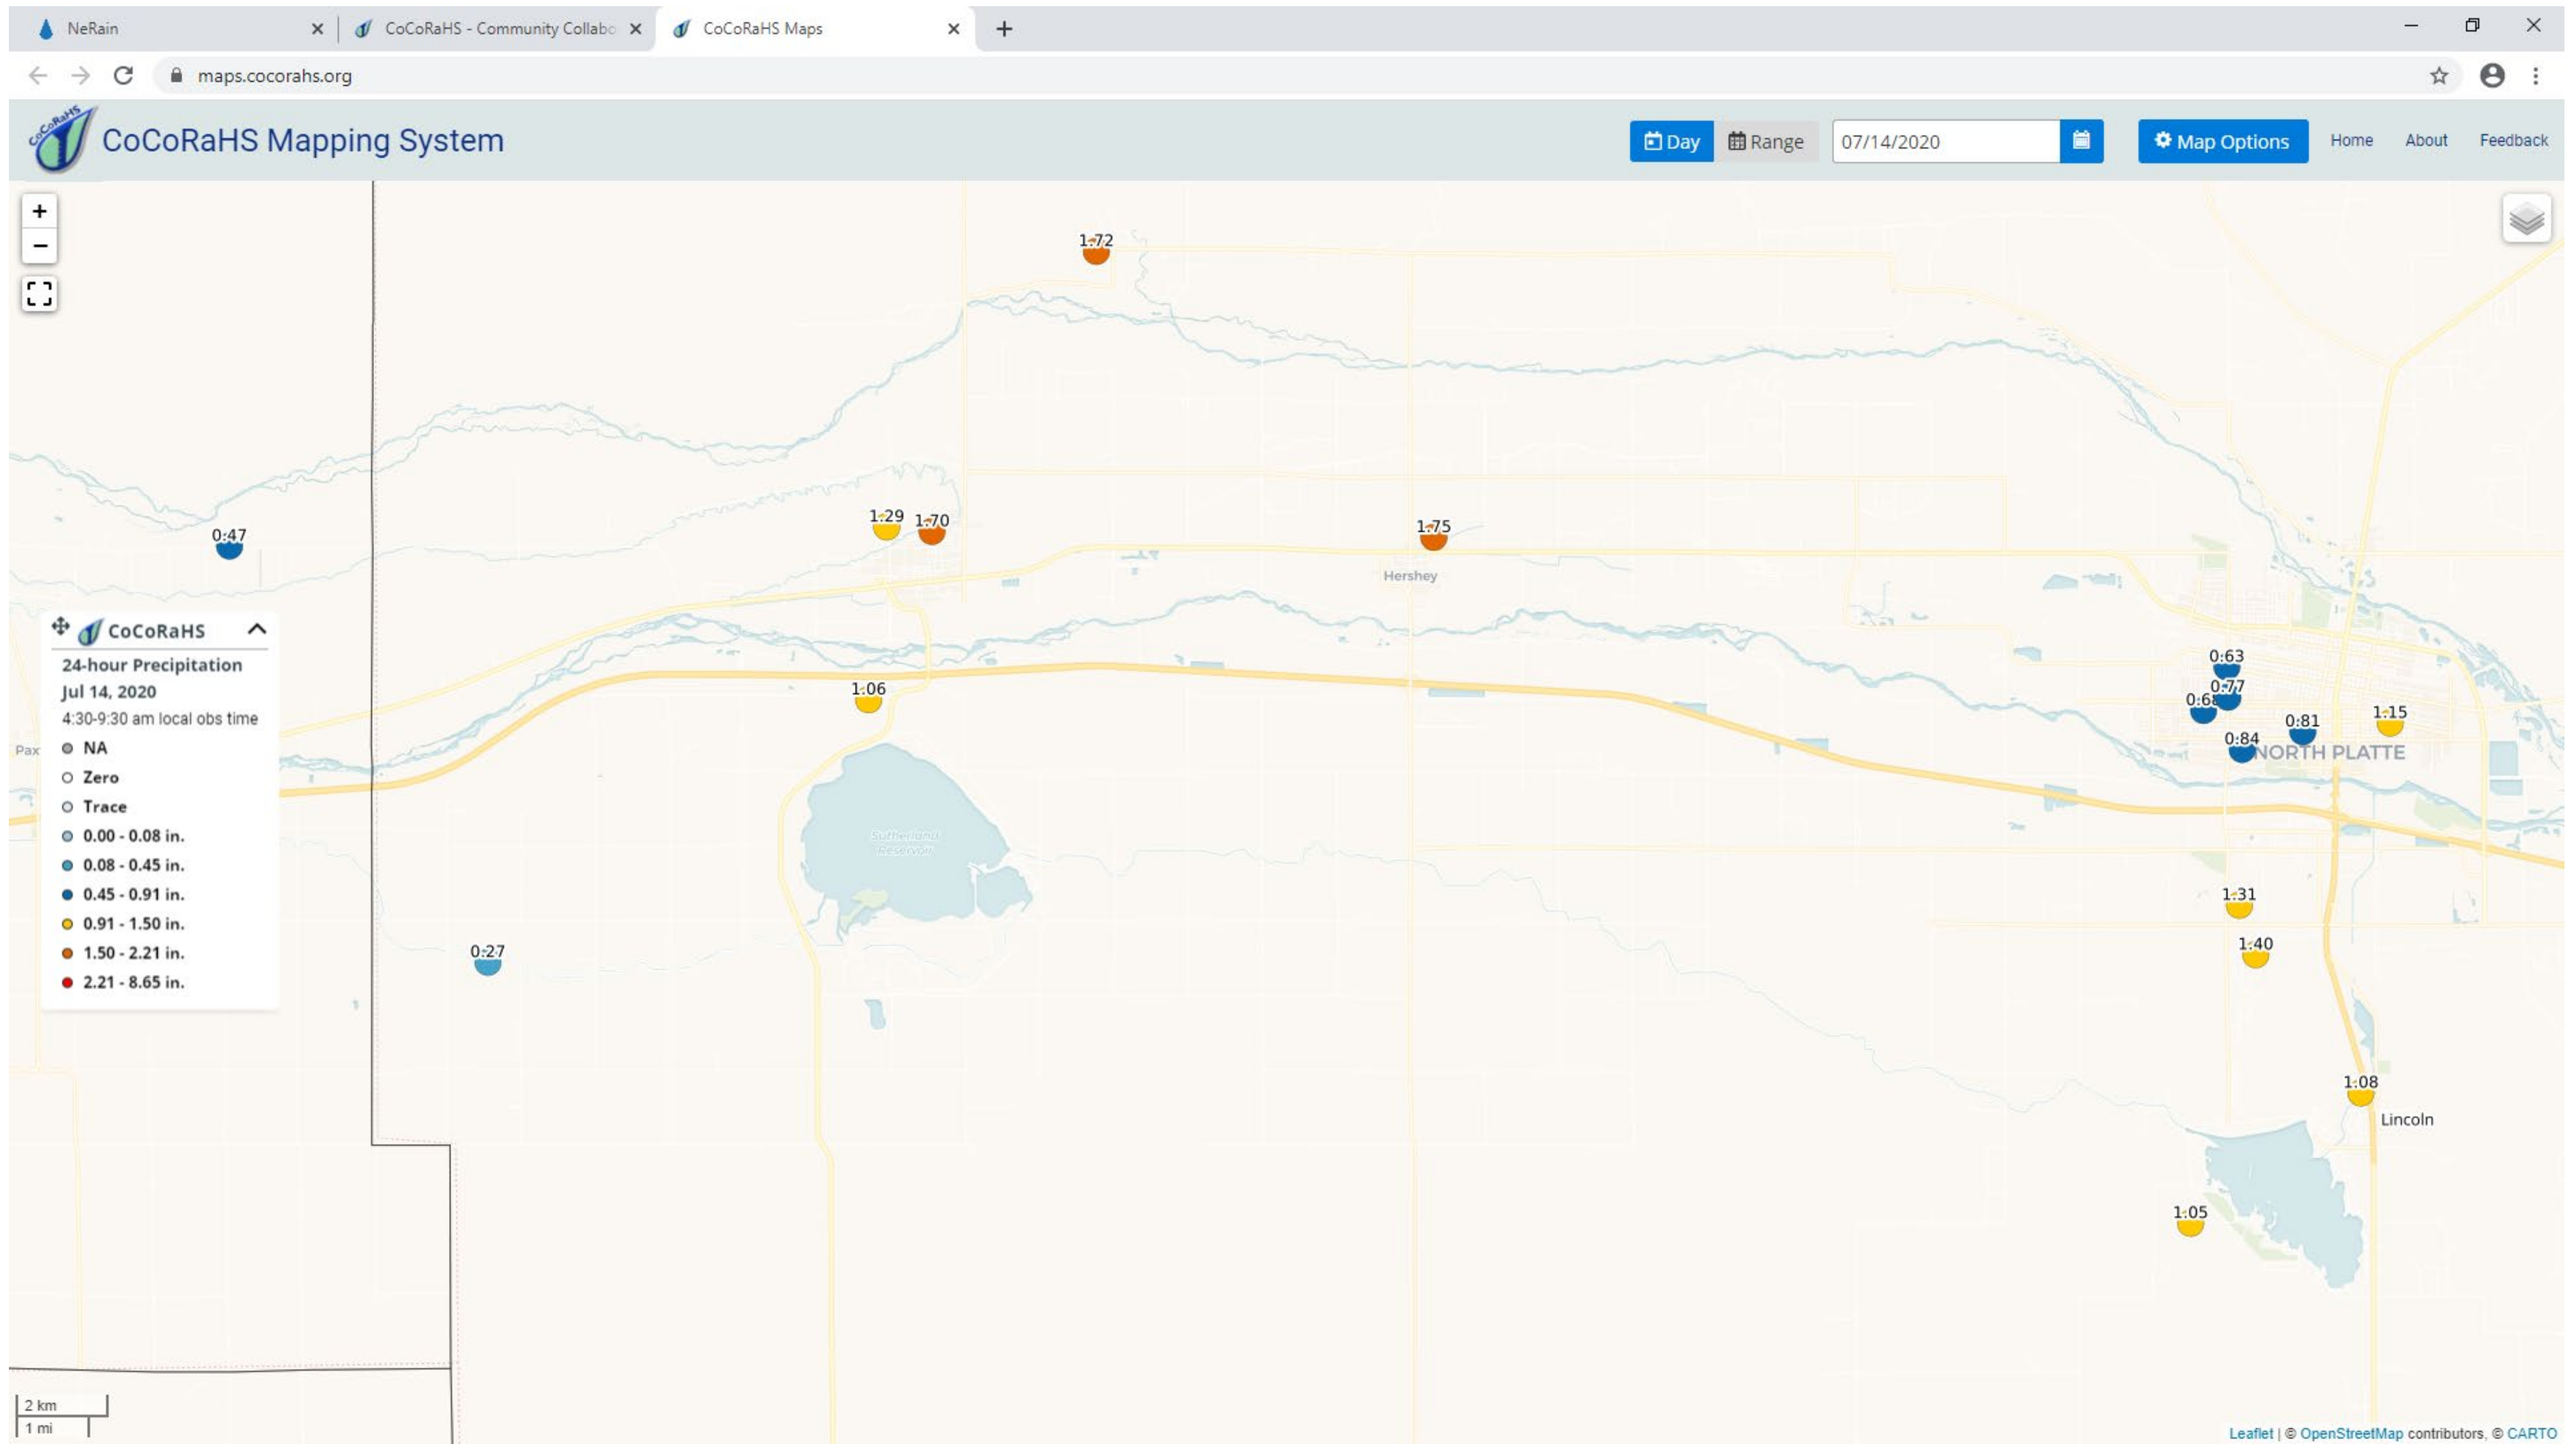 NeRain
CoCoRaHS - Community Collabo
CoCoRaHS Maps
maps.cocorahs.org
CoCoRaHS
CoCoRaHS Mapping System
Day
Range
07/14/2020
Map Options
Home
About
Feedback
+
−
1.72
1.29
1.70
1.75
0.47
Hershey
CoCoRaHS
24-hour Precipitation
Jul 14, 2020
4:30-9:30 am local obs time
NA
Zero
Trace
0.00 - 0.08 in.
0.08 - 0.45 in.
0.45 - 0.91 in.
0.91 - 1.50 in.
1.50 - 2.21 in.
2.21 - 8.65 in.
Pax
1.06
0.63
0.77
1.15
0.81
0.84
NORTH PLATTE
Sutherland
Reservoir
1.31
1.40
0.27
1.08
Lincoln
1.05
2 km
1 mi
Leaflet | © OpenStreetMap contributors, © CARTO